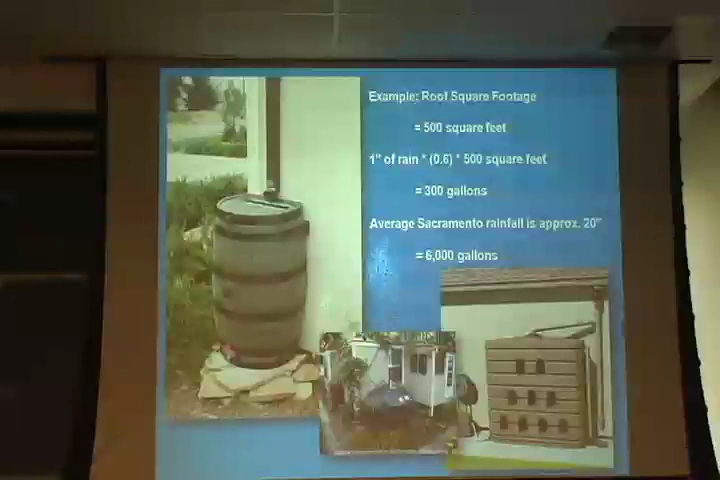 Example: Roof Square Footage
= 500 square feet
1" of rain * (0.6) * 500 square feet
= 300 gallons
Average Sacramento rainfall is approx. 20"
= 6,000 gallons